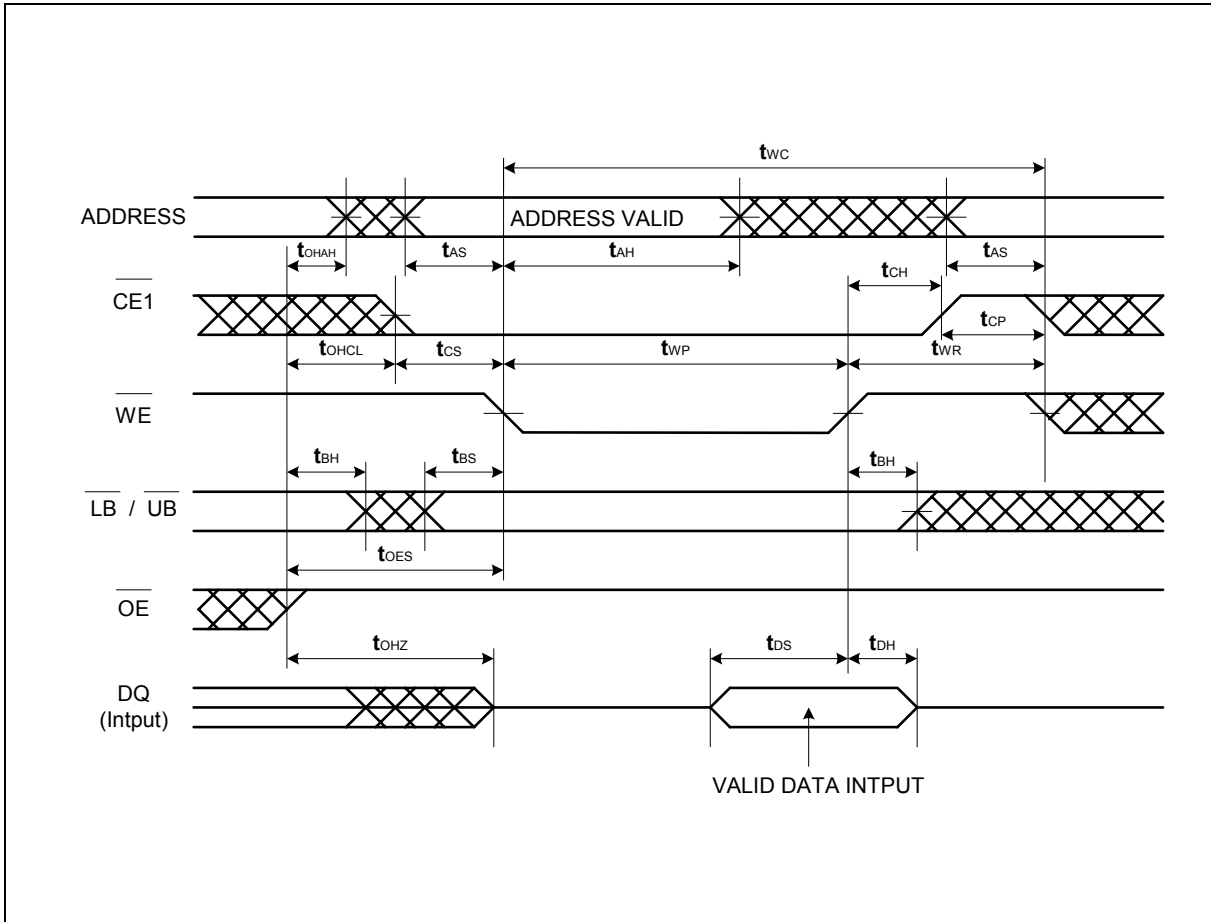 tWC
ADDRESS
ADDRESS VALID
tOHAH
tAS
tAH
tCH
tAS
CE1
tCP
tOHCL
tCS
tWP
tWR
WE
tBH
tBS
tBH
LB / UB
tOES
OE
tOHZ
tDS
tDH
DQ
(Intput)
VALID DATA INTPUT